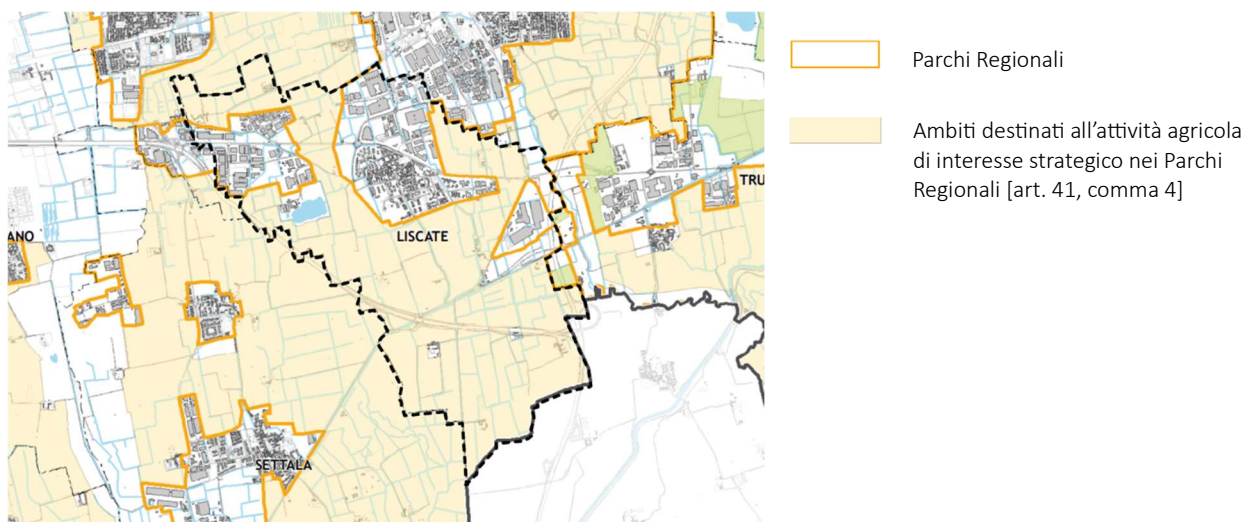 TRU
ANO
LISCATE
SETTALA
Parchi Regionali
Ambiti destinati all'attività agricola
di interesse strategico nei Parchi
Regionali [art. 41, comma 4]